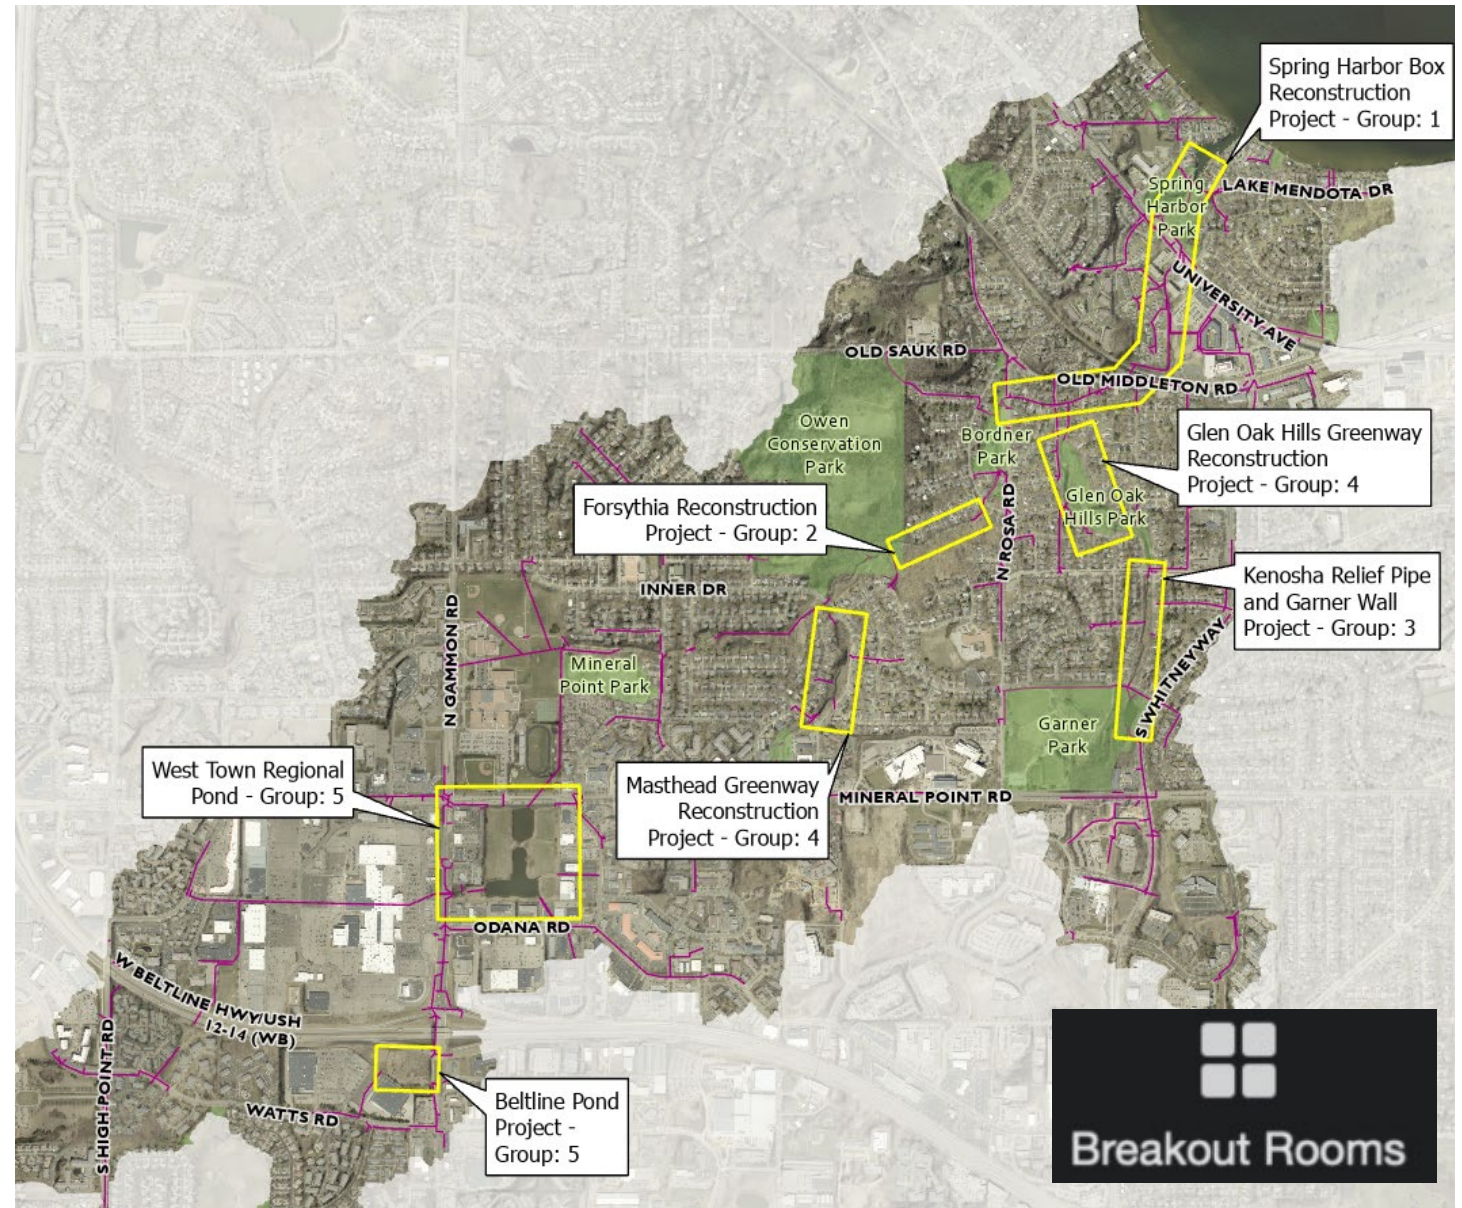 Spring Harbor Box
Reconstruction
Project - Group: 1
Spring
Harbor
Park
LAKE MENDOTA DR
UNIVERSITY AVE
OLD SAUK RD
OLD MIDDLETON RD
Owen
Conservation
Park
Bordner
Park
Glen Oak Hills Greenway
Reconstruction
Project - Group: 4
Glen Oak
Hills Park
Forsythia Reconstruction
Project - Group: 2
N ROSA RD
INNER DR
Kenosha Relief Pipe
and Garner Wall
Project - Group: 3
N GAMMON RD
Mineral
Point Park
S WHITNEY WAY
Garner
Park
West Town Regional
Pond - Group: 5
Masthead Greenway
Reconstruction
Project - Group: 4
MINERAL POINT RD
ODANA RD
W BELTLINE HWY/USH
12-14 (WB)
S HIGH POINT RD
WATTS RD
Beltline Pond
Project -
Group: 5
Breakout Rooms